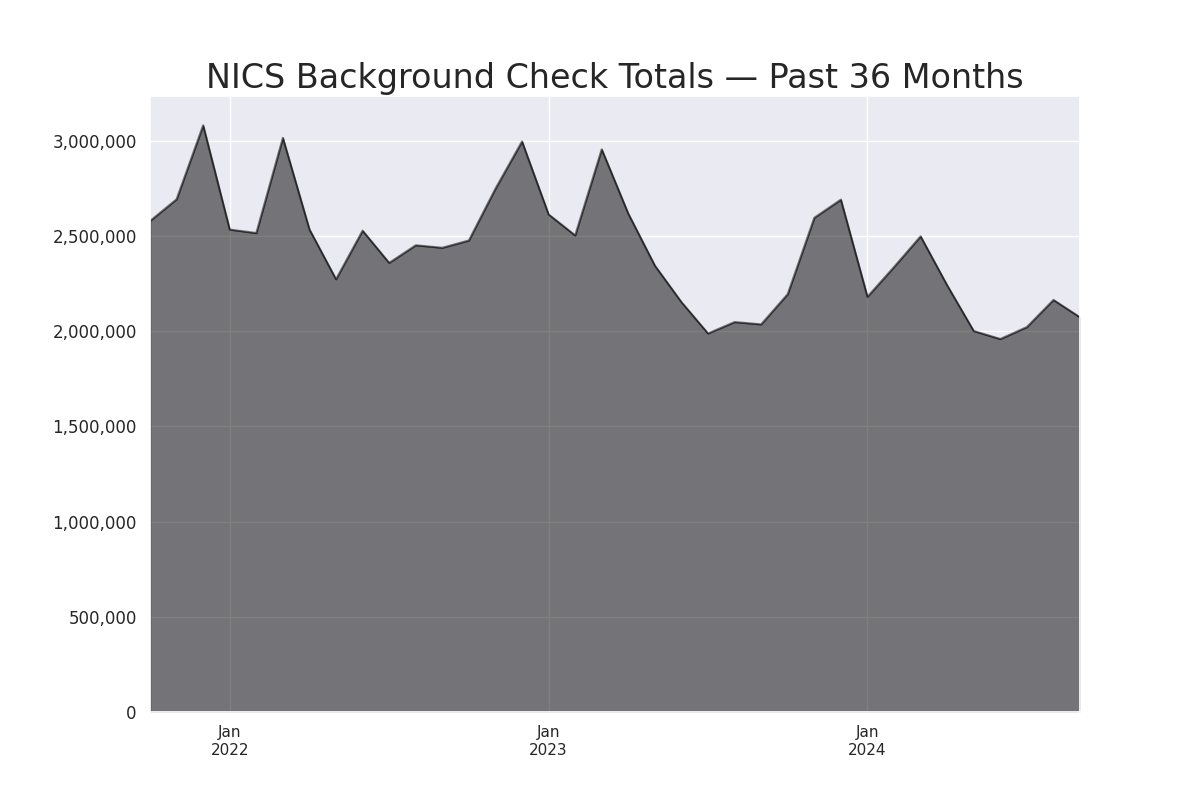 NICS Background Check Totals — Past 36 Months
3,000,000
2,500,000
2,000,000
1,500,000
1,000,000
500,000
0
Jan
2022
Jan
2023
Jan
2024